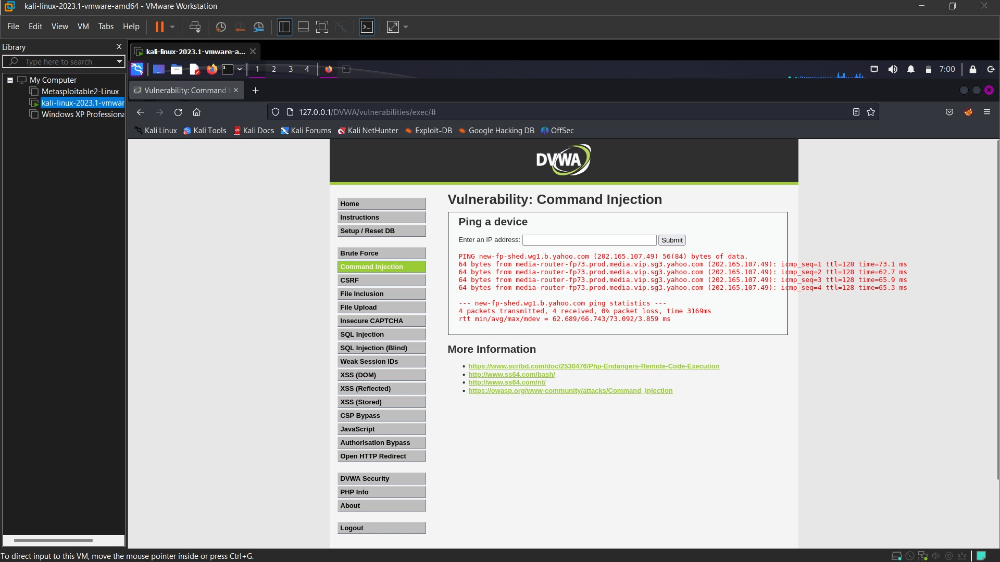 kali-linux-2023.1-vmware-amd64 - VMware Workstation
File Edit View VM Tabs Help
Library
Type here to search
My Computer
Metasploitable2-Linux
kali-linux-2023.1-vmwar
Windows XP Professiona
kali-linux-2023.1-vmware-a...
1 2 3 4
7:00
Vulnerability: Command I
127.0.0.1/DVWA/vulnerabilities/exec/#
Kali Linux Kali Tools Kali Docs Kali Forums Kali NetHunter Exploit-DB Google Hacking DB OffSec
DVWA
Home
Instructions
Setup / Reset DB
Brute Force
Command Injection
CSRF
File Inclusion
File Upload
Insecure CAPTCHA
SQL Injection
SQL Injection (Blind)
Weak Session IDs
XSS (DOM)
XSS (Reflected)
XSS (Stored)
CSP Bypass
JavaScript
Authorisation Bypass
Open HTTP Redirect
DVWA Security
PHP Info
About
Logout
Vulnerability: Command Injection
Ping a device
Enter an IP address: Submit
PING new-fp-shed.wg1.b.yahoo.com (202.165.107.49) 56(84) bytes of data.
64 bytes from media-router-fp73.prod.media.vip.sg3.yahoo.com (202.165.107.49): icmp_seq=1 ttl=128 time=73.1 ms
64 bytes from media-router-fp73.prod.media.vip.sg3.yahoo.com (202.165.107.49): icmp_seq=2 ttl=128 time=62.7 ms
64 bytes from media-router-fp73.prod.media.vip.sg3.yahoo.com (202.165.107.49): icmp_seq=3 ttl=128 time=65.9 ms
64 bytes from media-router-fp73.prod.media.vip.sg3.yahoo.com (202.165.107.49): icmp_seq=4 ttl=128 time=65.3 ms
--- new-fp-shed.wg1.b.yahoo.com ping statistics ---
4 packets transmitted, 4 received, 0% packet loss, time 3169ms
rtt min/avg/max/mdev = 62.689/66.743/73.092/3.859 ms
More Information
https://www.scribd.com/doc/2530476/Php-Endangers-Remote-Code-Execution
http://www.ss64.com/bash/
http://www.ss64.com/nt/
https://owasp.org/www-community/attacks/Command_Injection
To direct input to this VM, move the mouse pointer inside or press Ctrl+G.